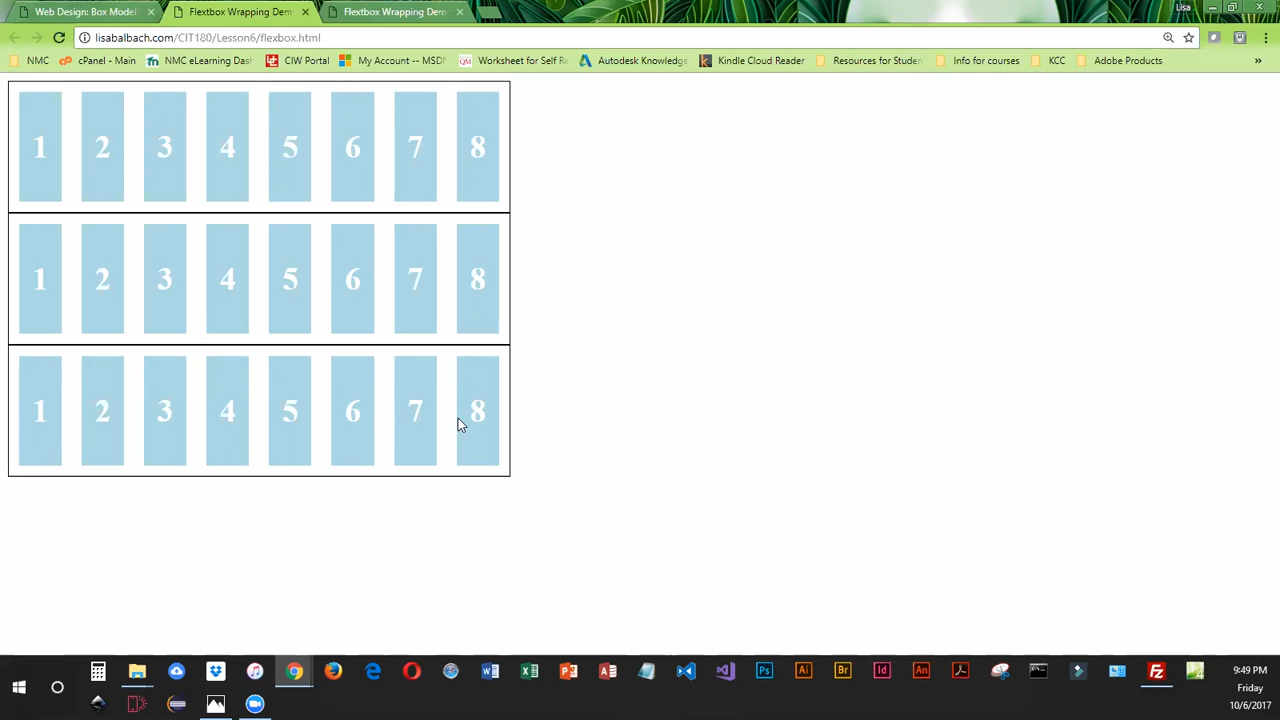 Web Design: Box Model
Flextbox Wrapping Dem
Flextbox Wrapping Dem
Lisa
lisabalbach.com/CIT180/Lesson6/flexbox.html
NMC
cPanel - Main
NMC eLearning Dash
CIW Portal
My Account -- MSDN
Worksheet for Self Re
Autodesk Knowledge
Kindle Cloud Reader
Resources for Studen
Info for courses
KCC
Adobe Products
1 2 3 4 5 6 7 8
1 2 3 4 5 6 7 8
1 2 3 4 5 6 7 8
9:49 PM
Friday
10/6/2017